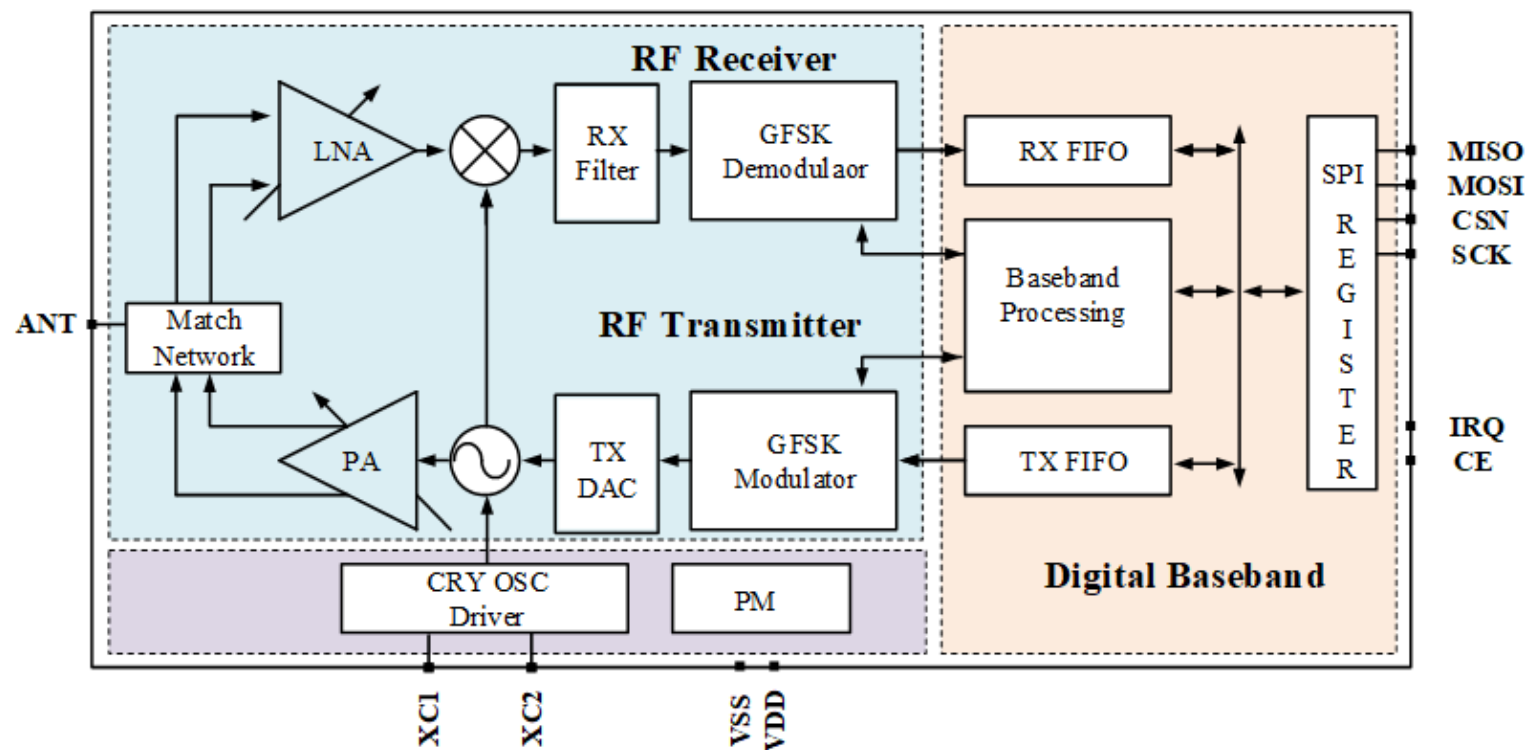 RF Receiver
LNA
RX
Filter
GFSK
Demodulaor
RX FIFO
SPI
R
E
G
I
S
T
E
R
MISO
MOSI
CSN
SCK
Baseband
Processing
ANT
Match
Network
RF Transmitter
PA
TX
DAC
GFSK
Modulator
TX FIFO
IRQ
CE
CRY OSC
Driver
PM
Digital Baseband
XC1
XC2
VSS
VDD